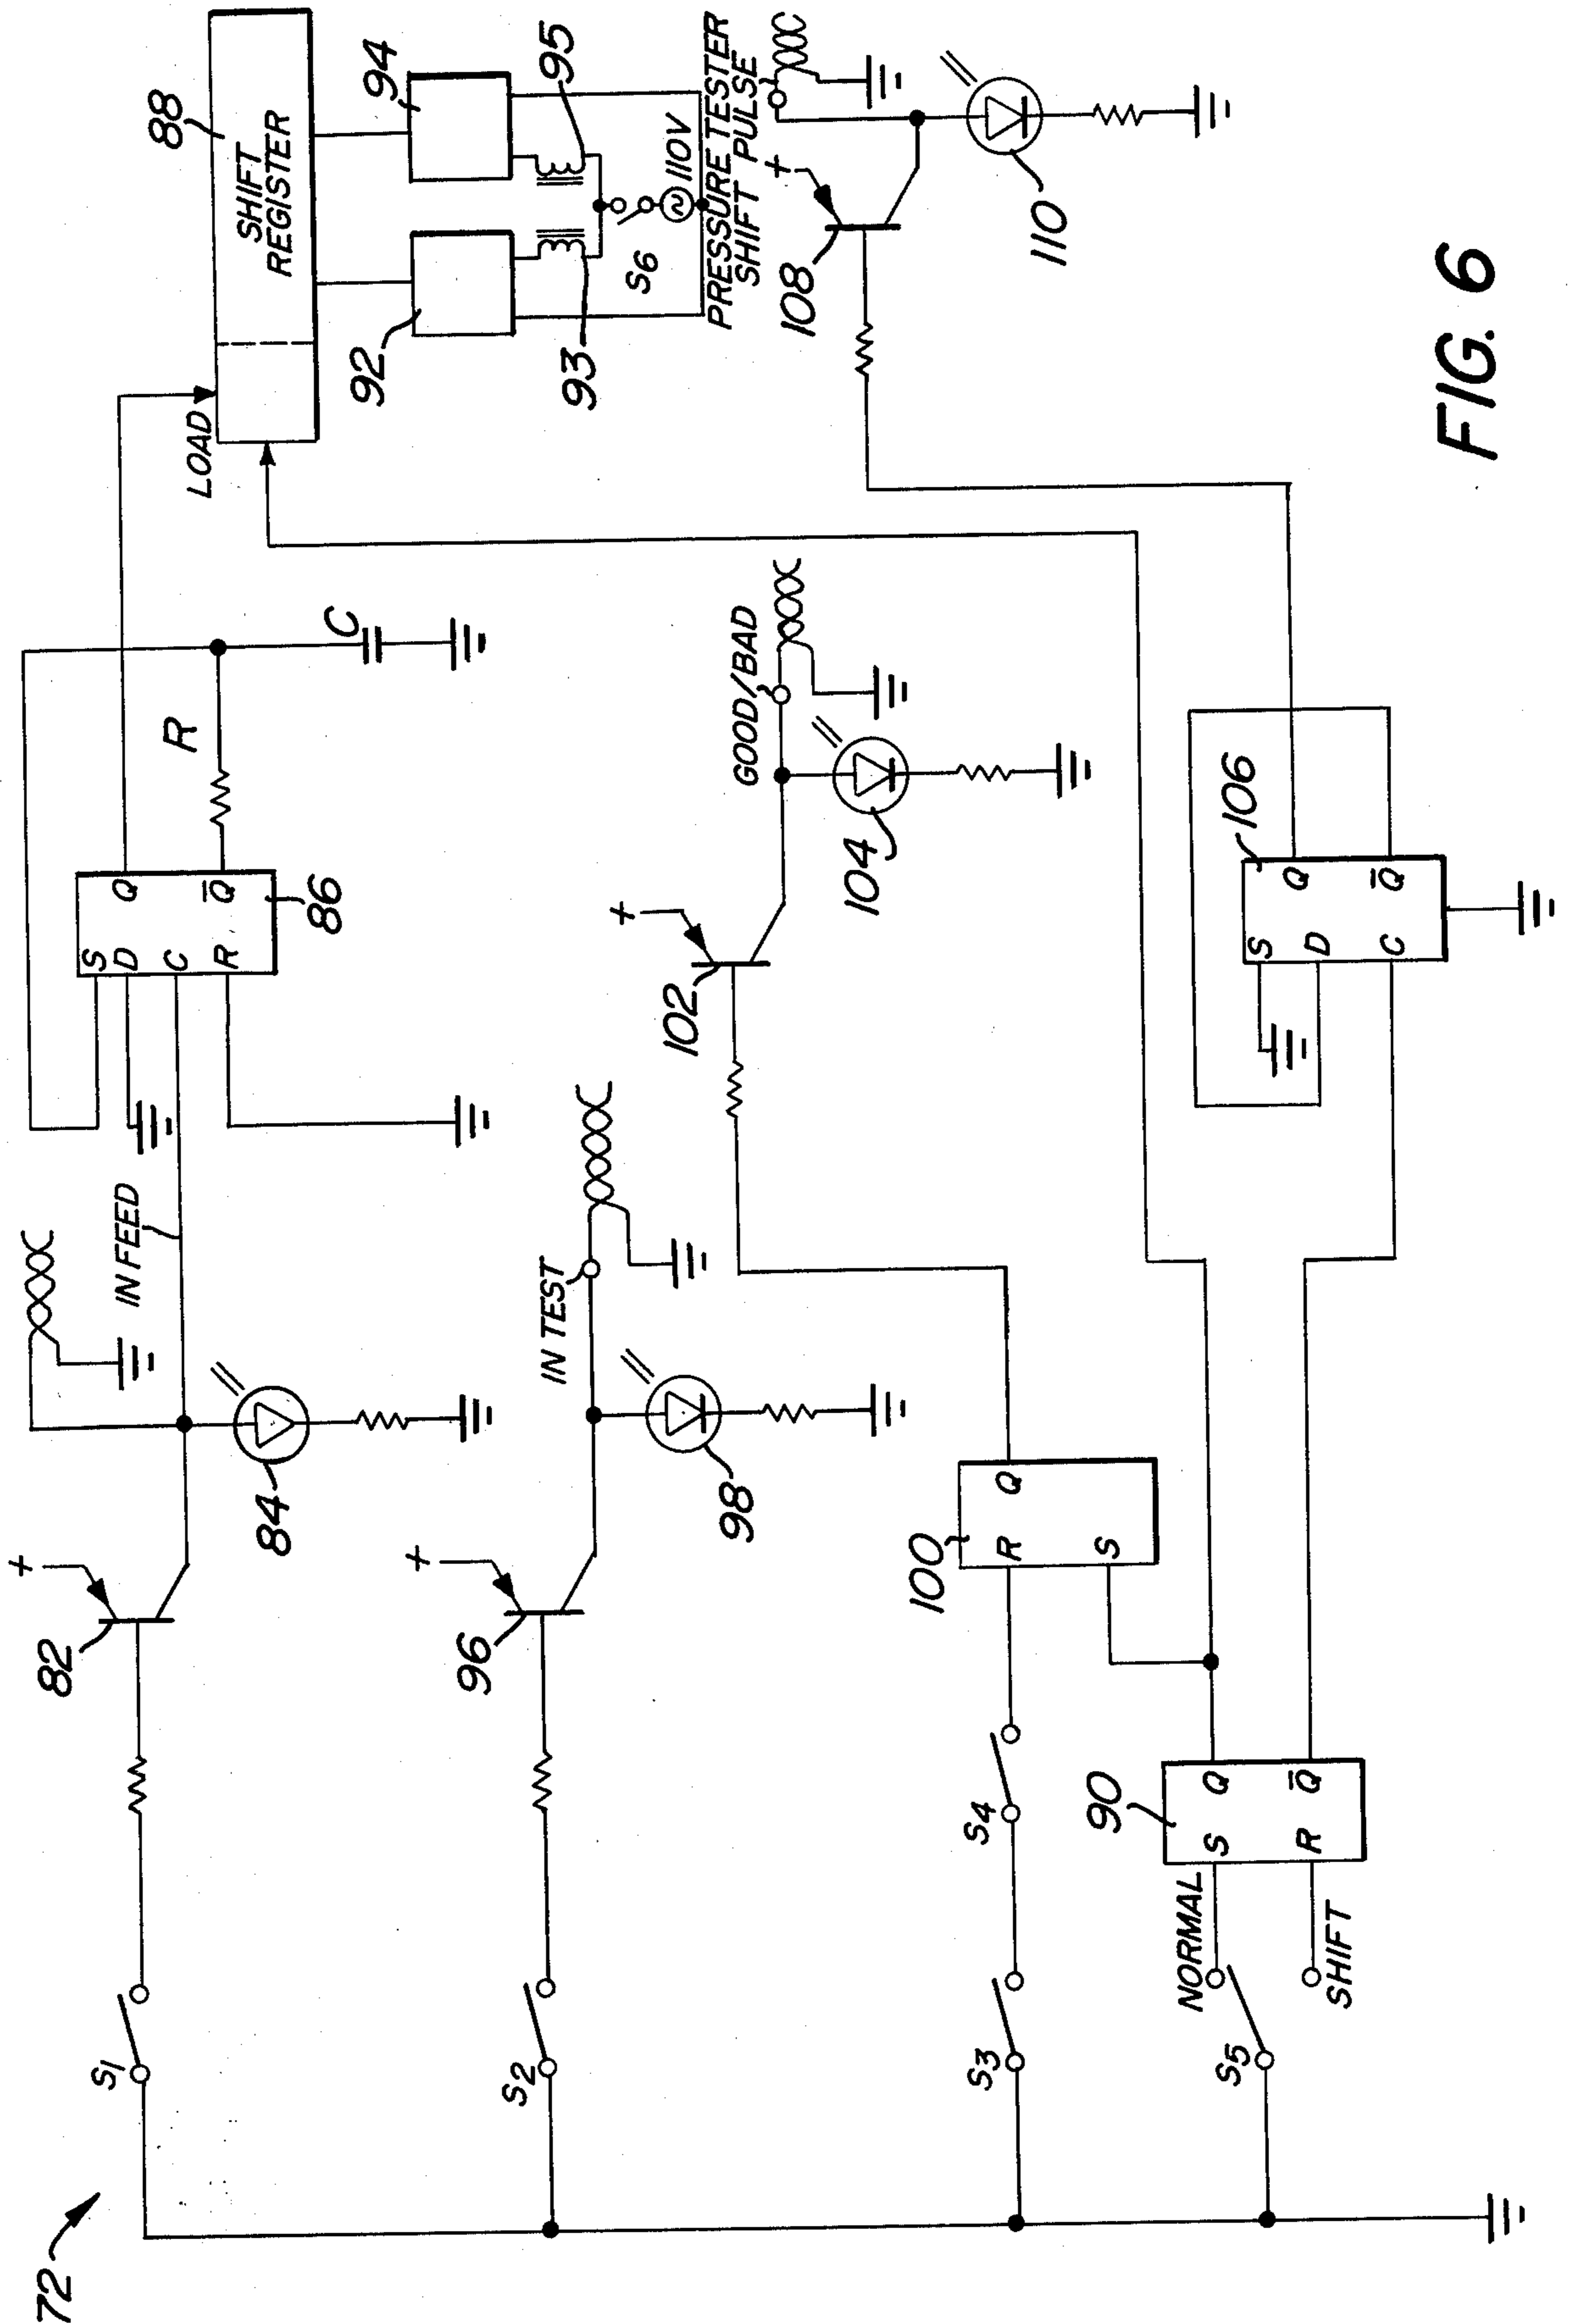 72
S1
82
+
84
IN FEED
S
D
C
R
Q
Q̅
86
R
C
LOAD
88
SHIFT
REGISTER
92
94
93
95
S6
110V
S2
96
+
98
IN TEST
PRESSURE TESTER
SHIFT PULSE
S3
S4
100
R
S
Q
102
+
104
GOOD/BAD
108
+
110
S5
NORMAL
SHIFT
90
S
R
Q
Q̅
106
S
D
C
Q
Q̅
FIG. 6